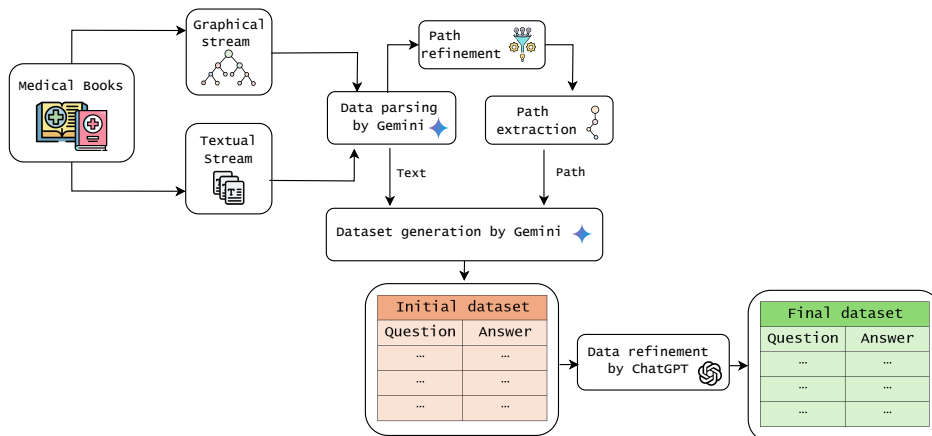 Medical Books
Graphical
stream
Textual
Stream
Data parsing
by Gemini
Path
refinement
Path
extraction
Text
Path
Dataset generation by Gemini
Initial dataset
Question Answer
… …
… …
… …
Data refinement
by ChatGPT
Final dataset
Question Answer
… …
… …
… …